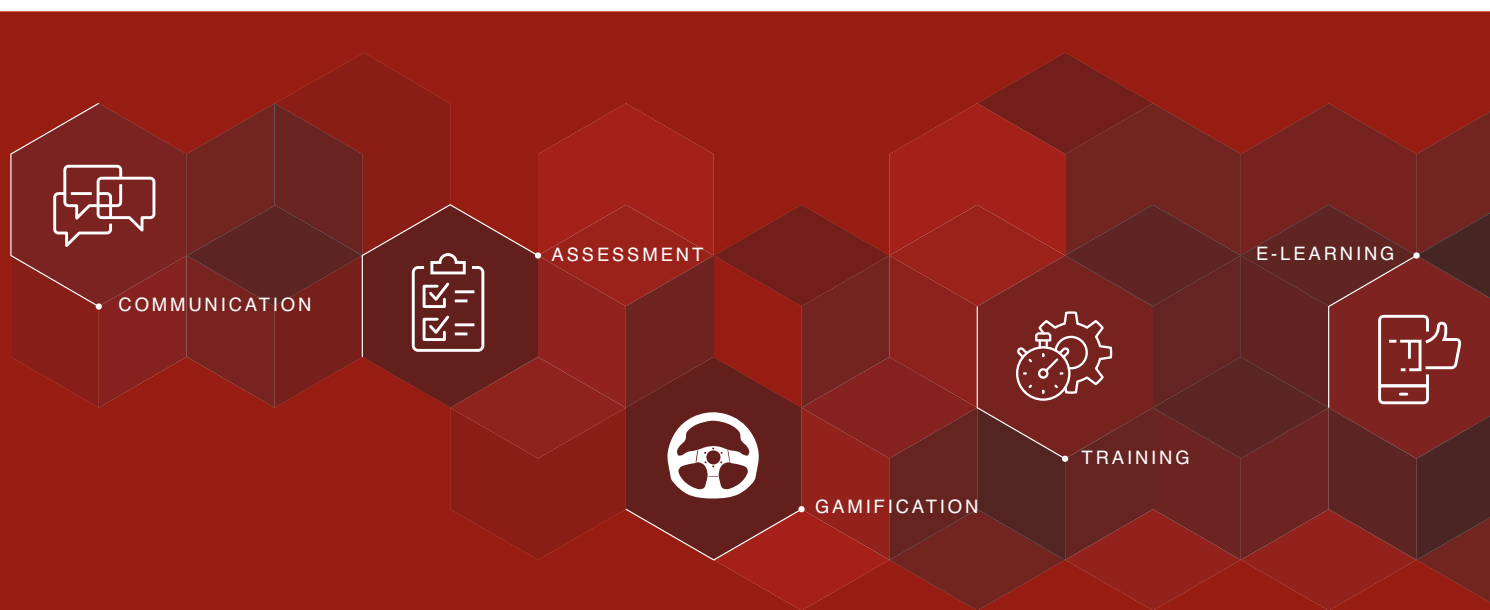 COMMUNICATION
ASSESSMENT
GAMIFICATION
TRAINING
E-LEARNING